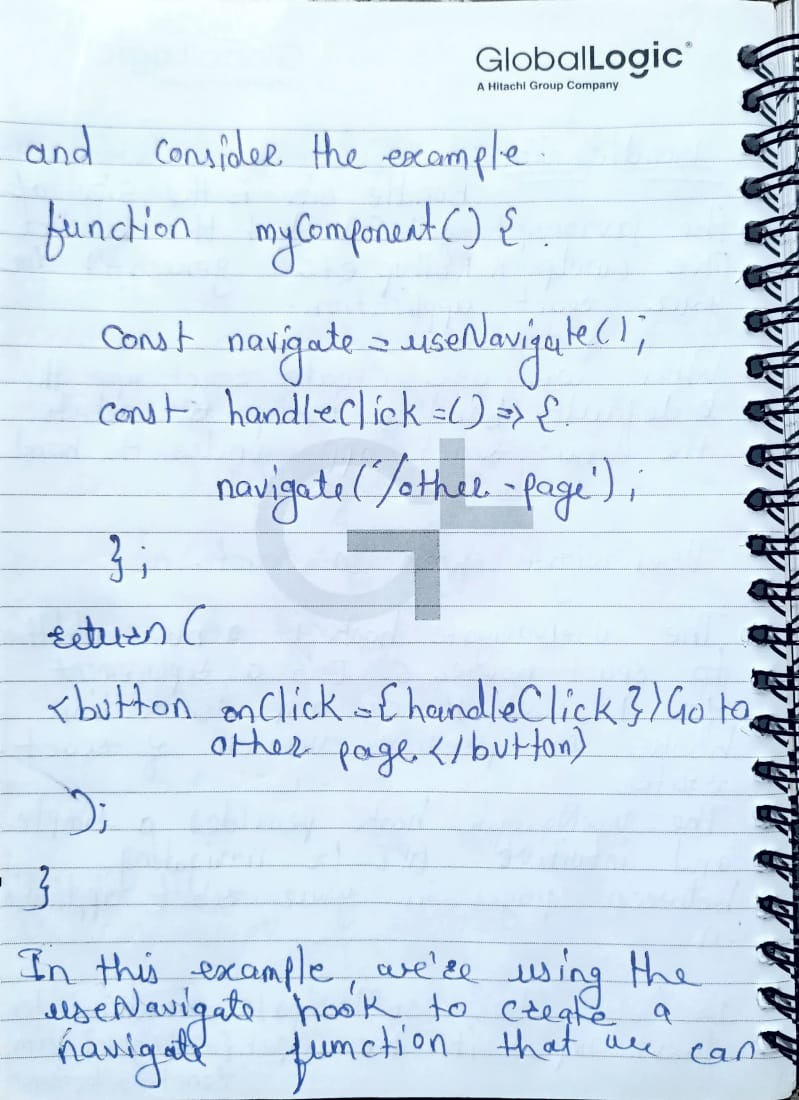 GlobalLogic®
A Hitachi Group Company
and consider the example.
function myComponent() {.
const navigate = useNavigate();
const handleClick = () => {.
navigate('/other-page');
};
return (
<button onClick={handleClick}>Go to
other page.</button>
);
}
In this example, we're using the
useNavigate hook to create a
navigate function that we can